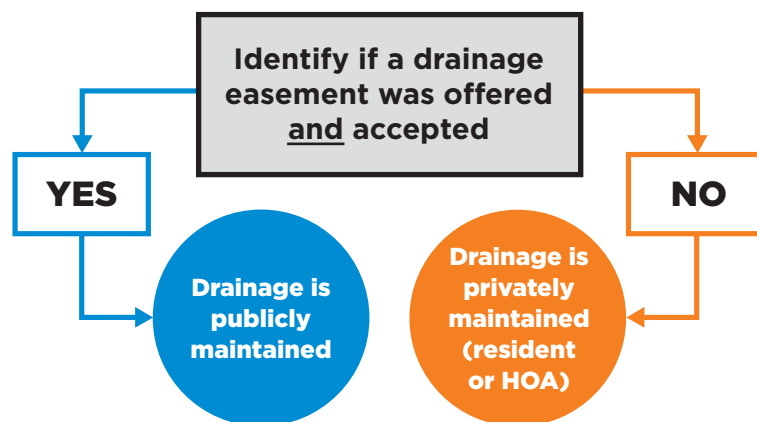 Identify if a drainage
easement was offered
and accepted
YES
NO
Drainage is
publicly
maintained
Drainage is
privately
maintained
(resident
or HOA)